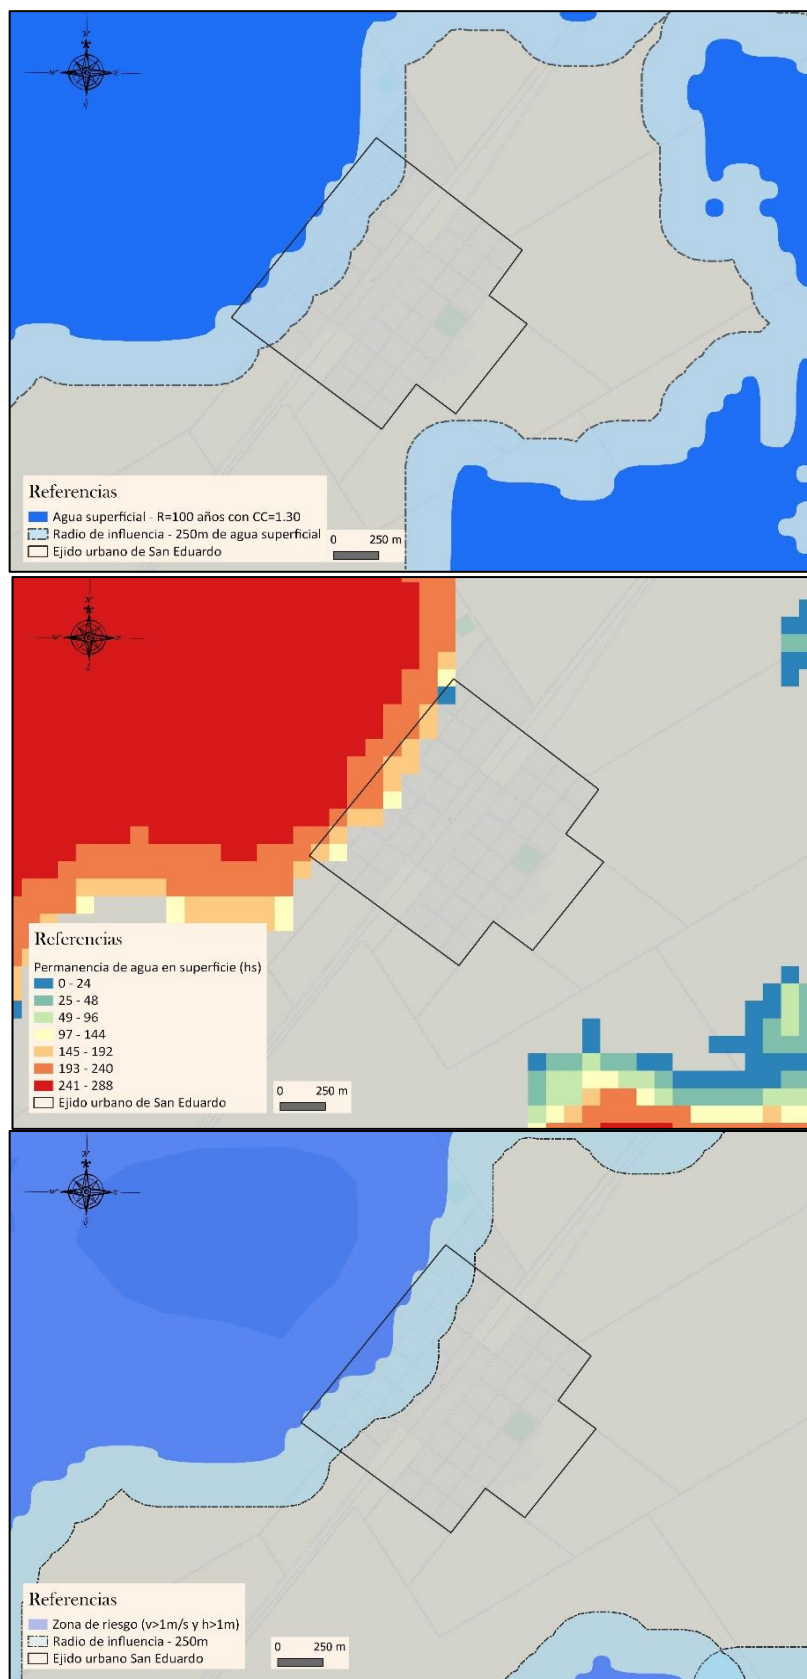 Referencias
Agua superficial - R=100 años con CC=1.30
Radio de influencia - 250m de agua superficial
Ejido urbano de San Eduardo
0 250 m
Referencias
Permanencia de agua en superficie (hs)
0 - 24
25 - 48
49 - 96
97 - 144
145 - 192
193 - 240
241 - 288
Ejido urbano de San Eduardo
0 250 m
Referencias
Zona de riesgo (v>1m/s y h>1m)
Radio de influencia - 250m
Ejido urbano San Eduardo
0 250 m